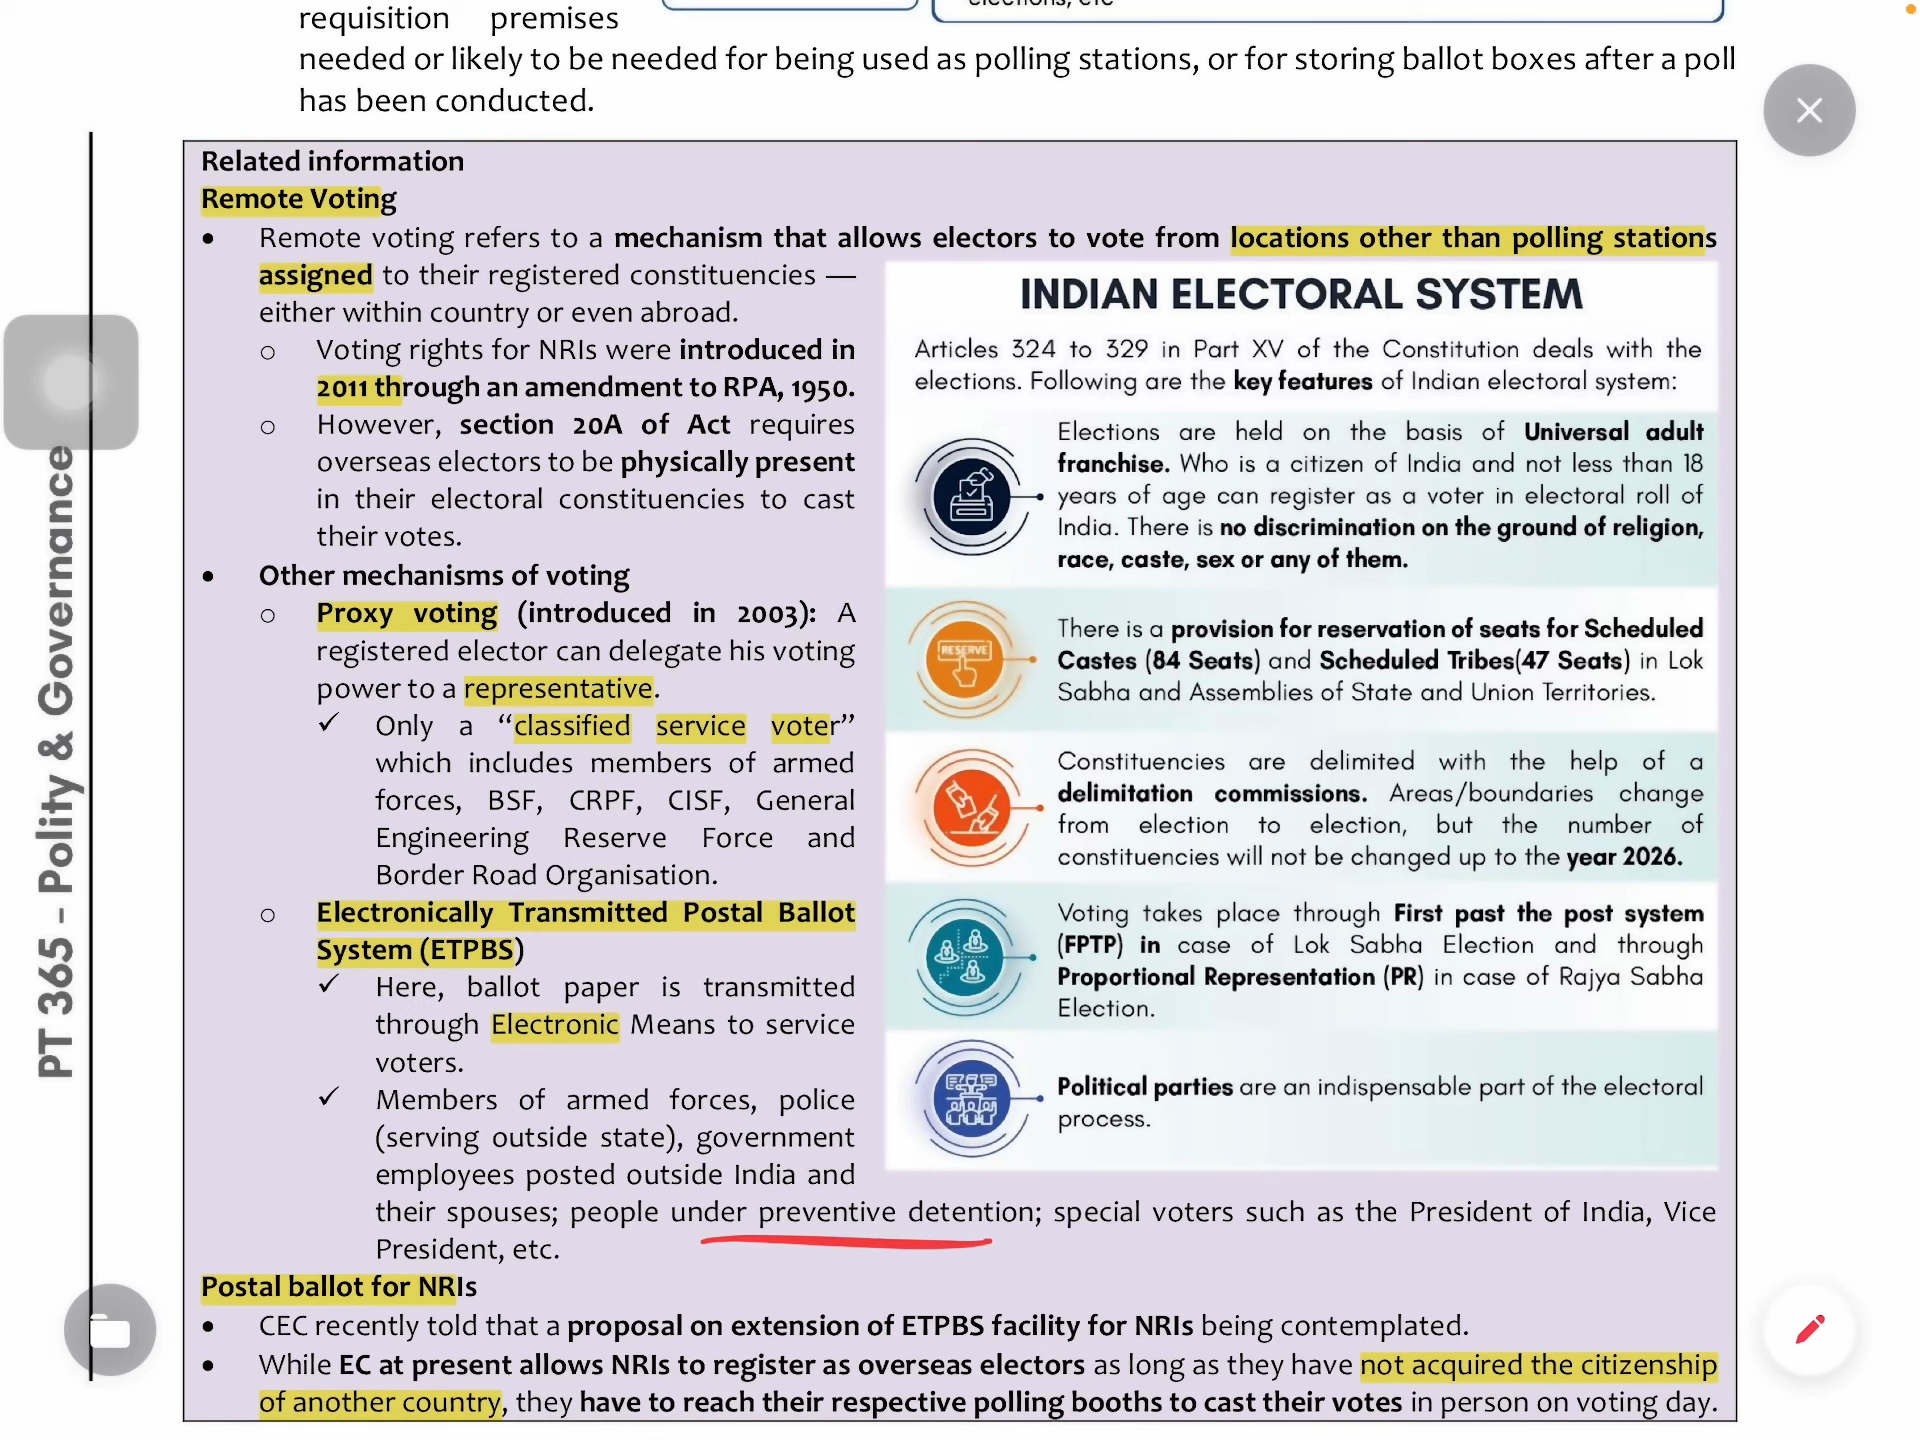 elections, etc
requisition premises
needed or likely to be needed for being used as polling stations, or for storing ballot boxes after a poll
has been conducted.
PT 365 - Polity & Governance
Related information
Remote Voting
• Remote voting refers to a mechanism that allows electors to vote from locations other than polling stations
assigned to their registered constituencies —
either within country or even abroad.
o Voting rights for NRIs were introduced in
2011 through an amendment to RPA, 1950.
o However, section 20A of Act requires
overseas electors to be physically present
in their electoral constituencies to cast
their votes.
• Other mechanisms of voting
o Proxy voting (introduced in 2003): A
registered elector can delegate his voting
power to a representative.
✓ Only a “classified service voter”
which includes members of armed
forces, BSF, CRPF, CISF, General
Engineering Reserve Force and
Border Road Organisation.
o Electronically Transmitted Postal Ballot
System (ETPBS)
✓ Here, ballot paper is transmitted
through Electronic Means to service
voters.
✓ Members of armed forces, police
(serving outside state), government
employees posted outside India and
their spouses; people under preventive detention; special voters such as the President of India, Vice
President, etc.
INDIAN ELECTORAL SYSTEM
Articles 324 to 329 in Part XV of the Constitution deals with the
elections. Following are the key features of Indian electoral system:
Elections are held on the basis of Universal adult
franchise. Who is a citizen of India and not less than 18
years of age can register as a voter in electoral roll of
India. There is no discrimination on the ground of religion,
race, caste, sex or any of them.
RESERVE
There is a provision for reservation of seats for Scheduled
Castes (84 Seats) and Scheduled Tribes(47 Seats) in Lok
Sabha and Assemblies of State and Union Territories.
Constituencies are delimited with the help of a
delimitation commissions. Areas/boundaries change
from election to election, but the number of
constituencies will not be changed up to the year 2026.
Voting takes place through First past the post system
(FPTP) in case of Lok Sabha Election and through
Proportional Representation (PR) in case of Rajya Sabha
Election.
Political parties are an indispensable part of the electoral
process.
Postal ballot for NRIs
• CEC recently told that a proposal on extension of ETPBS facility for NRIs being contemplated.
• While EC at present allows NRIs to register as overseas electors as long as they have not acquired the citizenship
of another country, they have to reach their respective polling booths to cast their votes in person on voting day.